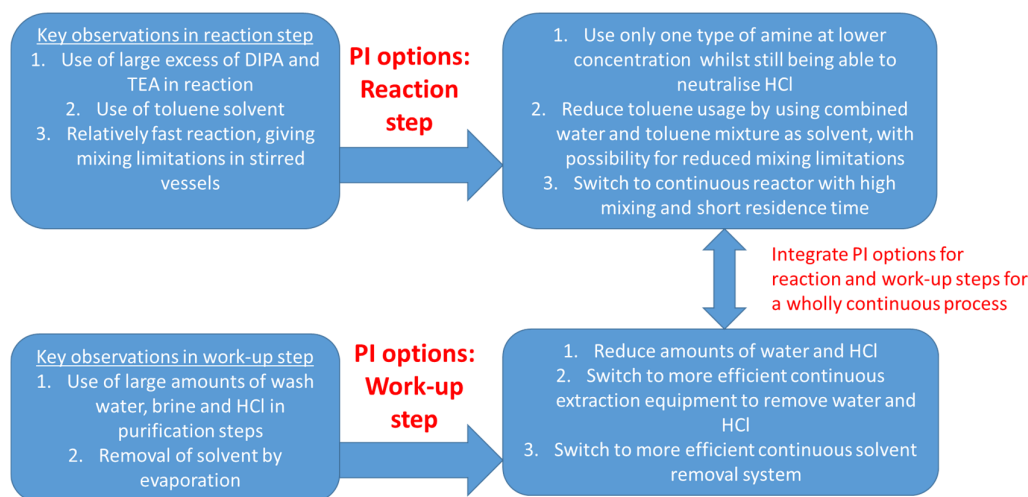 Key observations in reaction step
1. Use of large excess of DIPA and
TEA in reaction
2. Use of toluene solvent
3. Relatively fast reaction, giving
mixing limitations in stirred
vessels
PI options:
Reaction
step
1. Use only one type of amine at lower
concentration whilst still being able to
neutralise HCl
2. Reduce toluene usage by using combined
water and toluene mixture as solvent, with
possibility for reduced mixing limitations
3. Switch to continuous reactor with high
mixing and short residence time
Integrate PI options for
reaction and work-up steps for
a wholly continuous process
Key observations in work-up step
1. Use of large amounts of wash
water, brine and HCl in
purification steps
2. Removal of solvent by
evaporation
PI options:
Work-up
step
1. Reduce amounts of water and HCl
2. Switch to more efficient continuous
extraction equipment to remove water and
HCl
3. Switch to more efficient continuous solvent
removal system